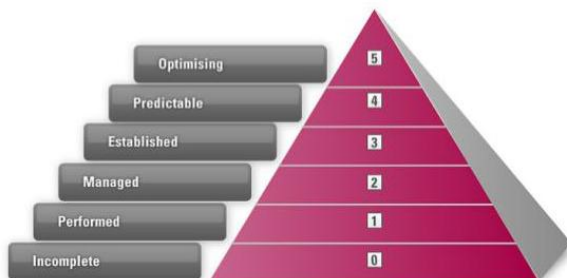 Optimising 5
Predictable 4
Established 3
Managed 2
Performed 1
Incomplete 0